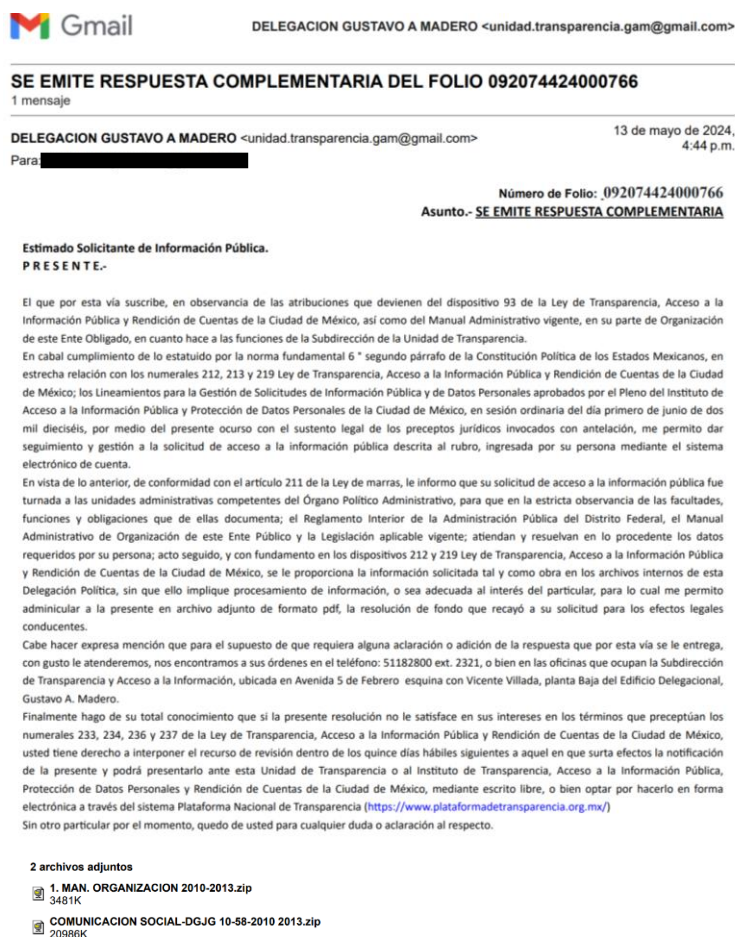 Gmail
DELEGACION GUSTAVO A MADERO <unidad.transparencia.gam@gmail.com>
SE EMITE RESPUESTA COMPLEMENTARIA DEL FOLIO 092074424000766
1 mensaje
DELEGACION GUSTAVO A MADERO <unidad.transparencia.gam@gmail.com>
13 de mayo de 2024,
4:44 p.m.
Para:
Número de Folio: 092074424000766
Asunto.- SE EMITE RESPUESTA COMPLEMENTARIA
Estimado Solicitante de Información Pública.
P R E S E N T E.-
El que por esta vía suscribe, en observancia de las atribuciones que devienen del dispositivo 93 de la Ley de Transparencia, Acceso a la
Información Pública y Rendición de Cuentas de la Ciudad de México, así como del Manual Administrativo vigente, en su parte de Organización
de este Ente Obligado, en cuanto hace a las funciones de la Subdirección de la Unidad de Transparencia.
En cabal cumplimiento de lo estatuido por la norma fundamental 6 ° segundo párrafo de la Constitución Política de los Estados Mexicanos, en
estrecha relación con los numerales 212, 213 y 219 Ley de Transparencia, Acceso a la Información Pública y Rendición de Cuentas de la Ciudad
de México; los Lineamientos para la Gestión de Solicitudes de Información Pública y de Datos Personales aprobados por el Pleno del Instituto de
Acceso a la Información Pública y Protección de Datos Personales de la Ciudad de México, en sesión ordinaria del día primero de junio de dos
mil dieciséis, por medio del presente ocurso con el sustento legal de los preceptos jurídicos invocados con antelación, me permito dar
seguimiento y gestión a la solicitud de acceso a la información pública descrita al rubro, ingresada por su persona mediante el sistema
electrónico de cuenta.
En vista de lo anterior, de conformidad con el artículo 211 de la Ley de marras, le informo que su solicitud de acceso a la información pública fue
turnada a las unidades administrativas competentes del Órgano Político Administrativo, para que en la estricta observancia de las facultades,
funciones y obligaciones que de ellas documenta; el Reglamento Interior de la Administración Pública del Distrito Federal, el Manual
Administrativo de Organización de este Ente Público y la Legislación aplicable vigente; atiendan y resuelvan en lo procedente los datos
requeridos por su persona; acto seguido, y con fundamento en los dispositivos 212 y 219 Ley de Transparencia, Acceso a la Información Pública
y Rendición de Cuentas de la Ciudad de México, se le proporciona la información solicitada tal y como obra en los archivos internos de esta
Delegación Política, sin que ello implique procesamiento de información, o sea adecuada al interés del particular, para lo cual me permito
adminicular a la presente en archivo adjunto de formato pdf, la resolución de fondo que recayó a su solicitud para los efectos legales
conducentes.
Cabe hacer expresa mención que para el supuesto de que requiera alguna aclaración o adición de la respuesta que por esta vía se le entrega,
con gusto le atenderemos, nos encontramos a sus órdenes en el teléfono: 51182800 ext. 2321, o bien en las oficinas que ocupan la Subdirección
de Transparencia y Acceso a la Información, ubicada en Avenida 5 de Febrero esquina con Vicente Villada, planta Baja del Edificio Delegacional,
Gustavo A. Madero.
Finalmente hago de su total conocimiento que si la presente resolución no le satisface en sus intereses en los términos que preceptúan los
numerales 233, 234, 236 y 237 de la Ley de Transparencia, Acceso a la Información Pública y Rendición de Cuentas de la Ciudad de México,
usted tiene derecho a interponer el recurso de revisión dentro de los quince días hábiles siguientes a aquel en que surta efectos la notificación
de la presente y podrá presentarlo ante esta Unidad de Transparencia o al Instituto de Transparencia, Acceso a la Información Pública,
Protección de Datos Personales y Rendición de Cuentas de la Ciudad de México, mediante escrito libre, o bien optar por hacerlo en forma
electrónica a través del sistema Plataforma Nacional de Transparencia (https://www.plataformadetransparencia.org.mx/)
Sin otro particular por el momento, quedo de usted para cualquier duda o aclaración al respecto.
2 archivos adjuntos
1. MAN. ORGANIZACION 2010-2013.zip
3481K
COMUNICACION SOCIAL-DGJG 10-58-2010 2013.zip
20986K